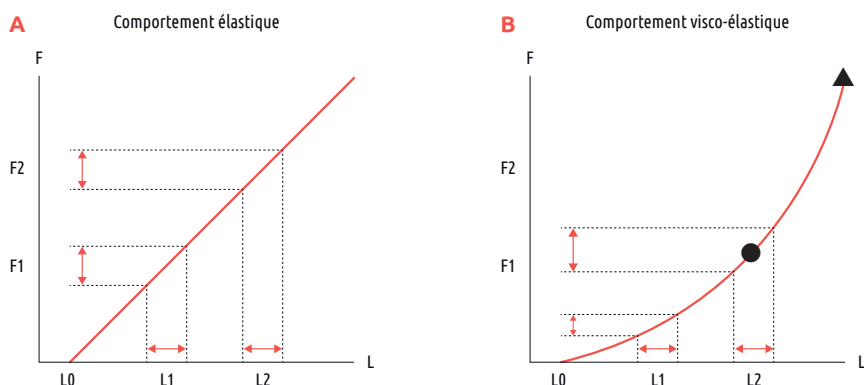 A
Comportement élastique
F
F2
F1
L0
L1
L2
L
B
Comportement visco-élastique
F
F2
F1
L0
L1
L2
L